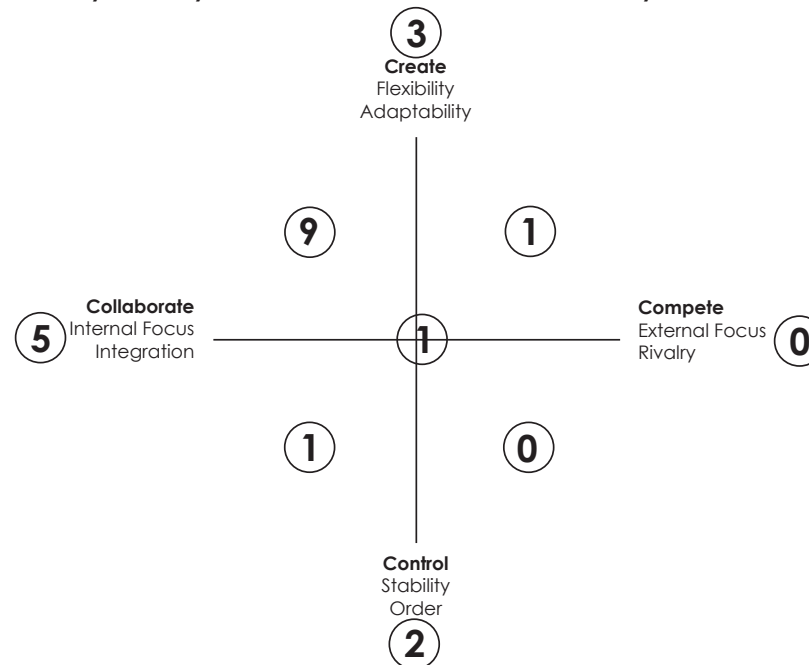 3
Create
Flexibility
Adaptability
9
1
Collaborate
Internal Focus
Integration
5
1
Compete
External Focus
Rivalry
0
1
0
Control
Stability
Order
2